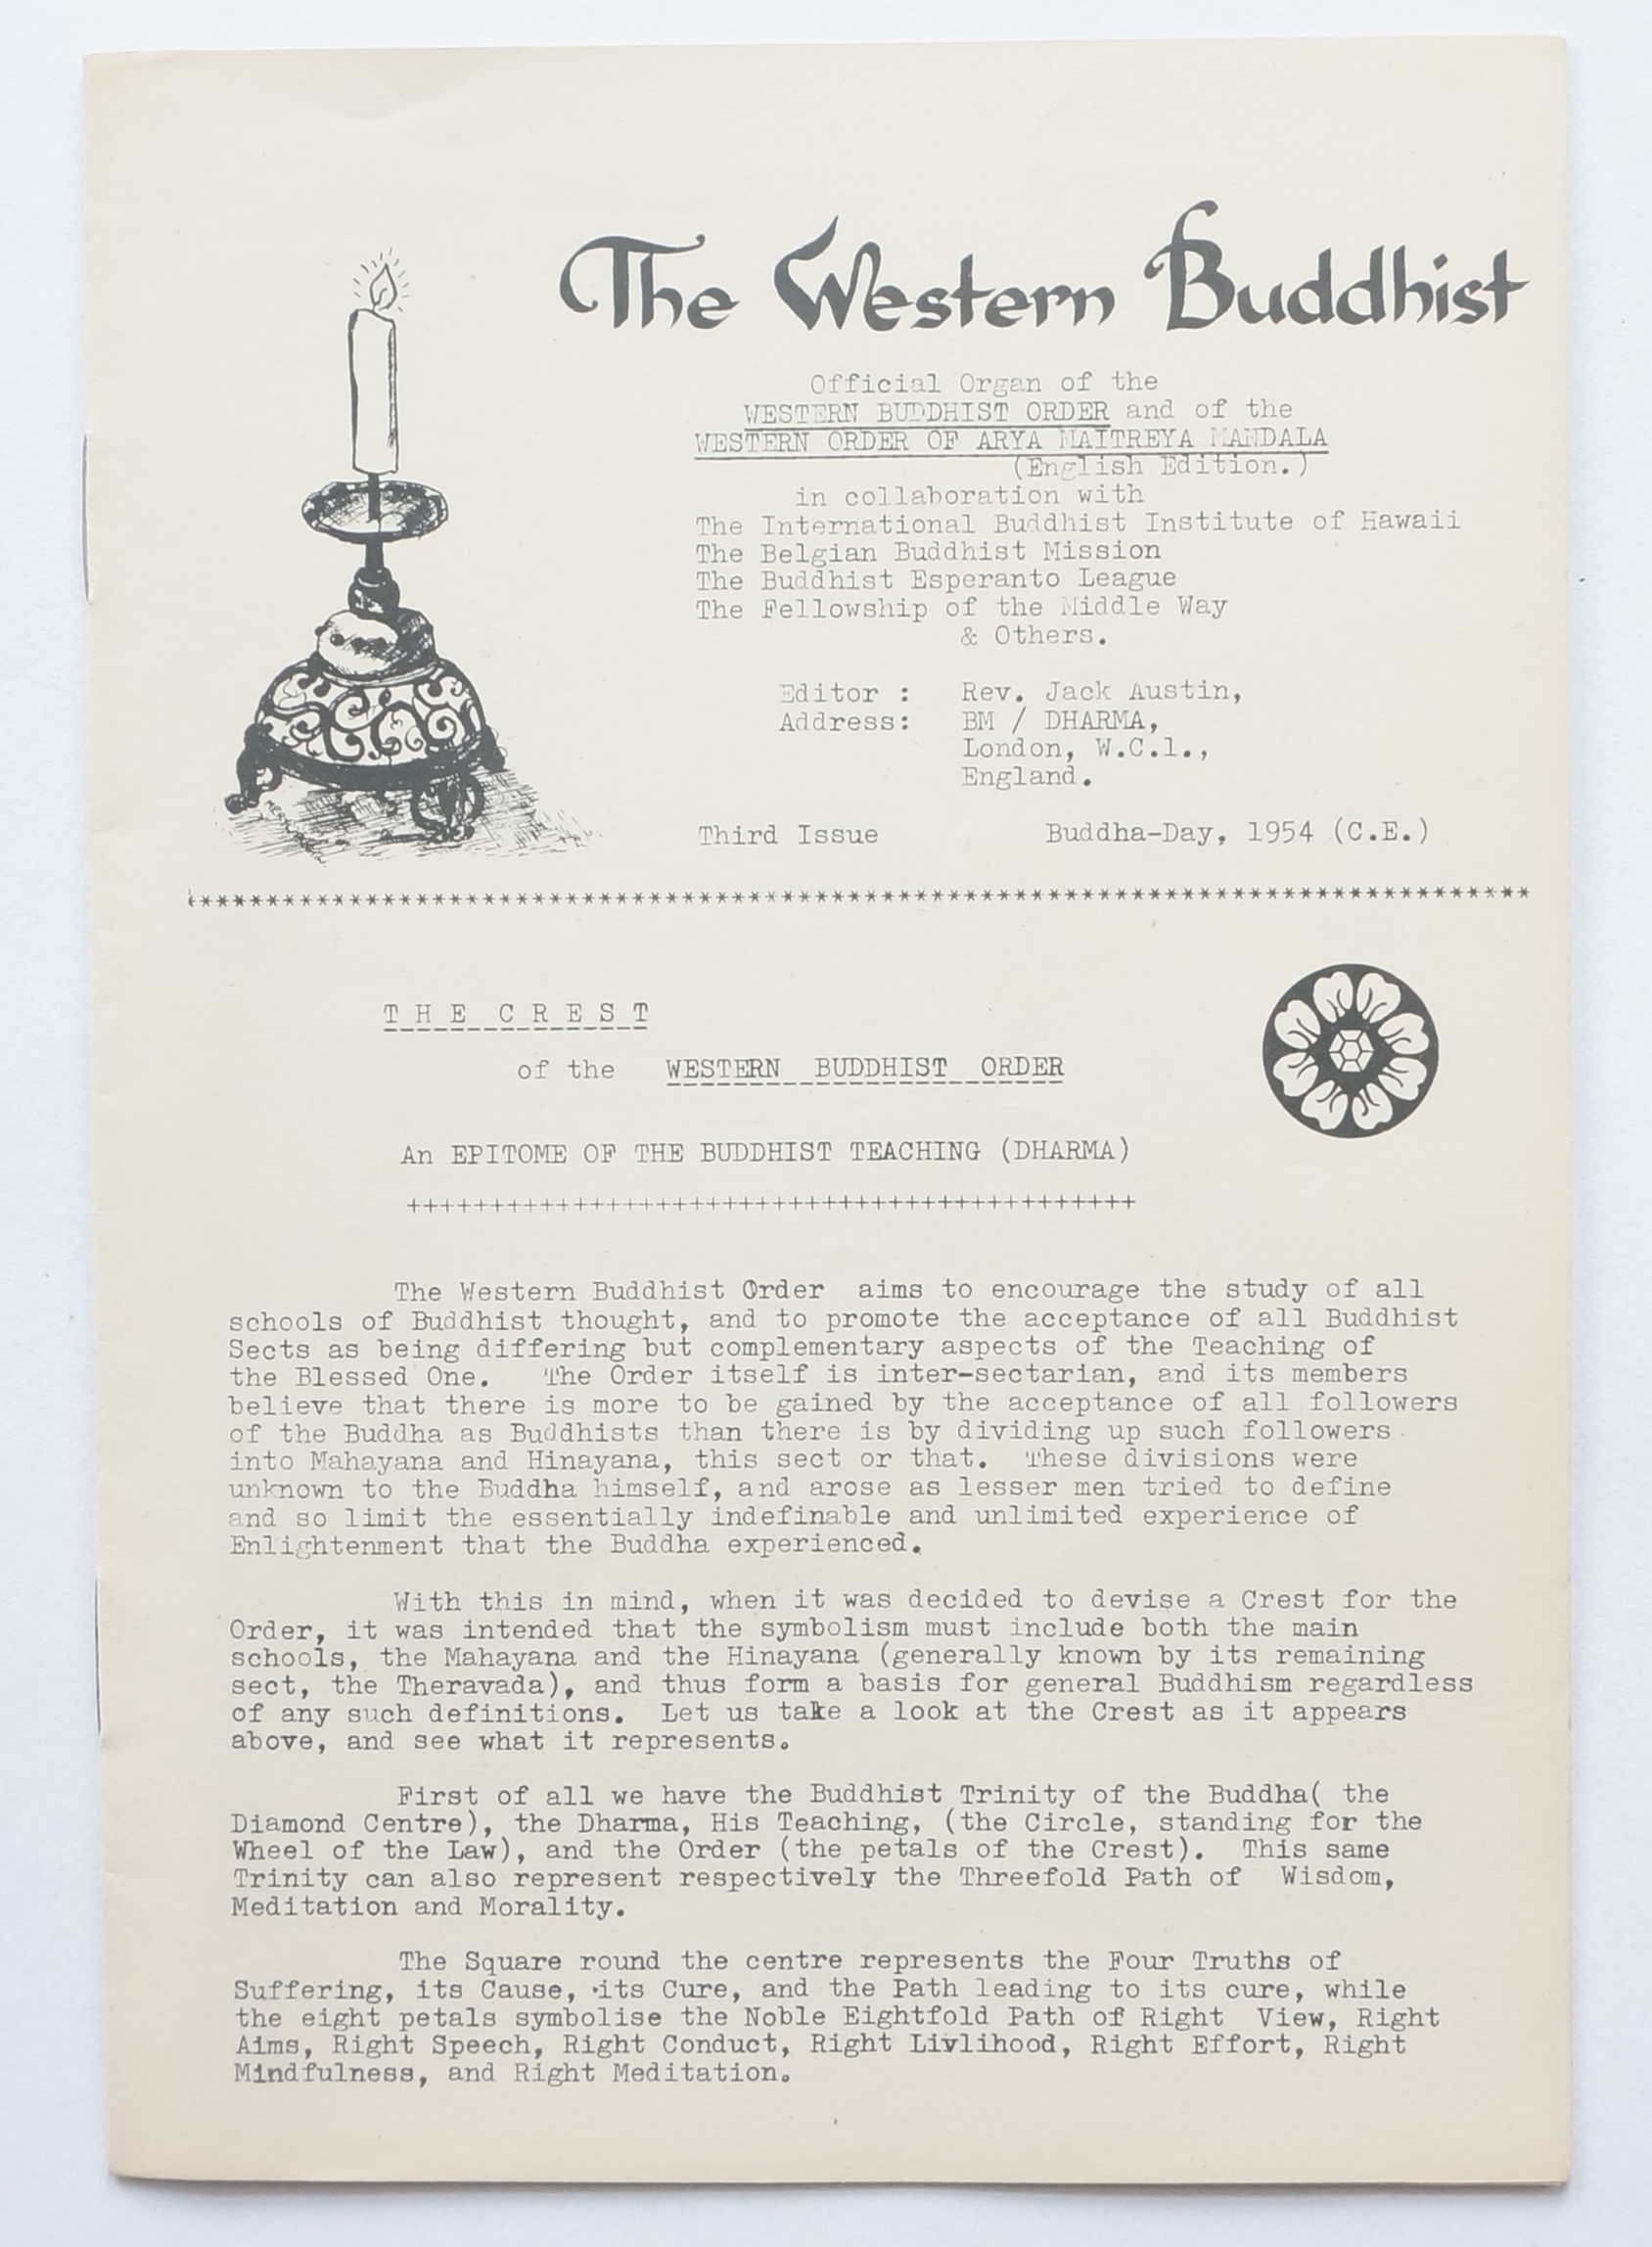 The Western Buddhist
Official Organ of the
WESTERN BUDDHIST ORDER and of the
WESTERN ORDER OF ARYA MAITREYA MANDALA
(English Edition.)
in collaboration with
The International Buddhist Institute of Hawaii
The Belgian Buddhist Mission
The Buddhist Esperanto League
The Fellowship of the Middle Way
& Others.
Editor : Rev. Jack Austin,
Address: BM / DHARMA,
London, W.C.1.,
England.
Third Issue Buddha-Day, 1954 (C.E.)
*********************************************************************************
T H E C R E S T
of the WESTERN BUDDHIST ORDER
An EPITOME OF THE BUDDHIST TEACHING (DHARMA)
++++++++++++++++++++++++++++++++++++++++++++
The Western Buddhist Order aims to encourage the study of all
schools of Buddhist thought, and to promote the acceptance of all Buddhist
Sects as being differing but complementary aspects of the Teaching of
the Blessed One. The Order itself is inter-sectarian, and its members
believe that there is more to be gained by the acceptance of all followers
of the Buddha as Buddhists than there is by dividing up such followers
into Mahayana and Hinayana, this sect or that. These divisions were
unknown to the Buddha himself, and arose as lesser men tried to define
and so limit the essentially indefinable and unlimited experience of
Enlightenment that the Buddha experienced.
With this in mind, when it was decided to devise a Crest for the
Order, it was intended that the symbolism must include both the main
schools, the Mahayana and the Hinayana (generally known by its remaining
sect, the Theravada), and thus form a basis for general Buddhism regardless
of any such definitions. Let us take a look at the Crest as it appears
above, and see what it represents.
First of all we have the Buddhist Trinity of the Buddha( the
Diamond Centre), the Dharma, His Teaching, (the Circle, standing for the
Wheel of the Law), and the Order (the petals of the Crest). This same
Trinity can also represent respectively the Threefold Path of Wisdom,
Meditation and Morality.
The Square round the centre represents the Four Truths of
Suffering, its Cause, its Cure, and the Path leading to its cure, while
the eight petals symbolise the Noble Eightfold Path of Right View, Right
Aims, Right Speech, Right Conduct, Right Livlihood, Right Effort, Right
Mindfulness, and Right Meditation.